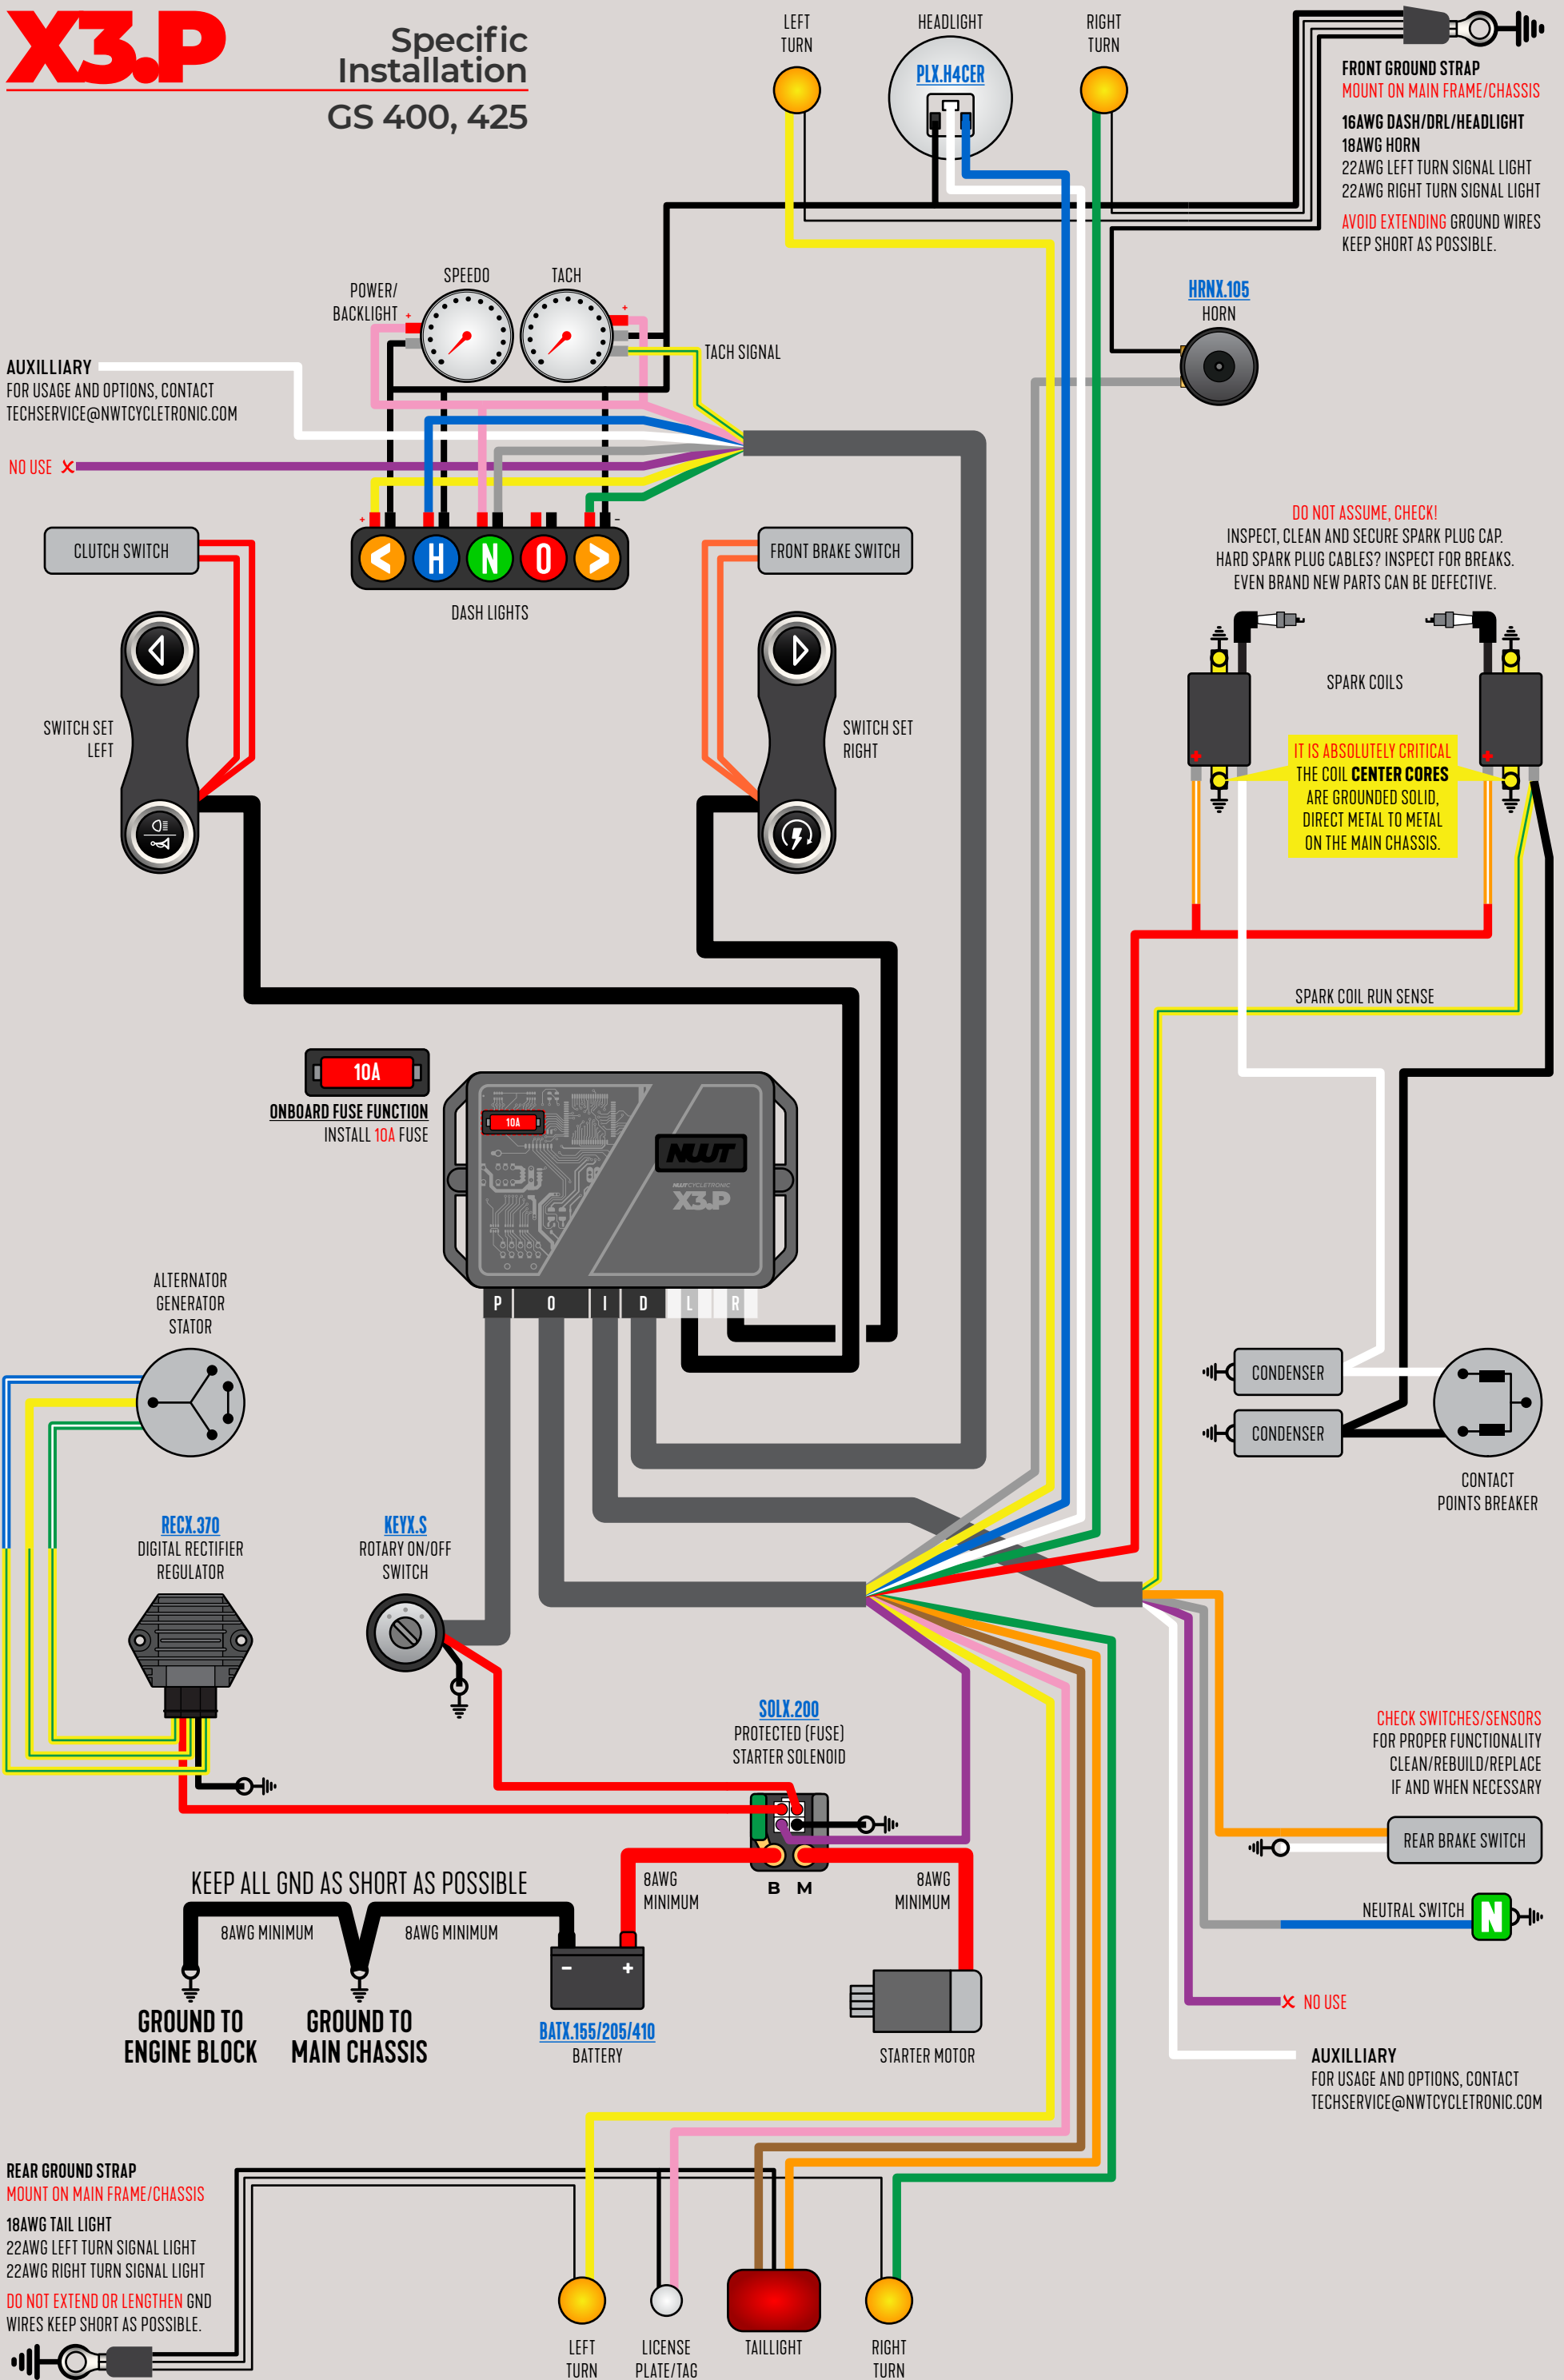 X3.P
Specific
Installation
GS 400, 425
LEFT
TURN
HEADLIGHT
PLX.H4CER
RIGHT
TURN
FRONT GROUND STRAP
MOUNT ON MAIN FRAME/CHASSIS
16AWG DASH/DRL/HEADLIGHT
18AWG HORN
22AWG LEFT TURN SIGNAL LIGHT
22AWG RIGHT TURN SIGNAL LIGHT
AVOID EXTENDING GROUND WIRES
KEEP SHORT AS POSSIBLE.
POWER/
BACKLIGHT
+
SPEEDO
TACH
+
TACH SIGNAL
HRNX.105
HORN
AUXILLIARY
FOR USAGE AND OPTIONS, CONTACT
TECHSERVICE@NWTCYCLETRONIC.COM
NO USE X
+
-
< H N O >
DASH LIGHTS
CLUTCH SWITCH
FRONT BRAKE SWITCH
DO NOT ASSUME, CHECK!
INSPECT, CLEAN AND SECURE SPARK PLUG CAP.
HARD SPARK PLUG CABLES? INSPECT FOR BREAKS.
EVEN BRAND NEW PARTS CAN BE DEFECTIVE.
SWITCH SET
LEFT
SWITCH SET
RIGHT
SPARK COILS
+
+
IT IS ABSOLUTELY CRITICAL
THE COIL CENTER CORES
ARE GROUNDED SOLID,
DIRECT METAL TO METAL
ON THE MAIN CHASSIS.
SPARK COIL RUN SENSE
10A
ONBOARD FUSE FUNCTION
INSTALL 10A FUSE
10A
NWT
NWTCYCLETRONIC
X3.P
P O I D L R
ALTERNATOR
GENERATOR
STATOR
CONDENSER
CONDENSER
CONTACT
POINTS BREAKER
RECX.370
DIGITAL RECTIFIER
REGULATOR
KEYX.S
ROTARY ON/OFF
SWITCH
SOLX.200
PROTECTED (FUSE)
STARTER SOLENOID
B M
CHECK SWITCHES/SENSORS
FOR PROPER FUNCTIONALITY
CLEAN/REBUILD/REPLACE
IF AND WHEN NECESSARY
REAR BRAKE SWITCH
NEUTRAL SWITCH
N
X NO USE
AUXILLIARY
FOR USAGE AND OPTIONS, CONTACT
TECHSERVICE@NWTCYCLETRONIC.COM
KEEP ALL GND AS SHORT AS POSSIBLE
8AWG MINIMUM
8AWG MINIMUM
8AWG
MINIMUM
8AWG
MINIMUM
GROUND TO
ENGINE BLOCK
GROUND TO
MAIN CHASSIS
- +
BATX.155/205/410
BATTERY
STARTER MOTOR
REAR GROUND STRAP
MOUNT ON MAIN FRAME/CHASSIS
18AWG TAIL LIGHT
22AWG LEFT TURN SIGNAL LIGHT
22AWG RIGHT TURN SIGNAL LIGHT
DO NOT EXTEND OR LENGTHEN GND
WIRES KEEP SHORT AS POSSIBLE.
LEFT
TURN
LICENSE
PLATE/TAG
TAILLIGHT
RIGHT
TURN